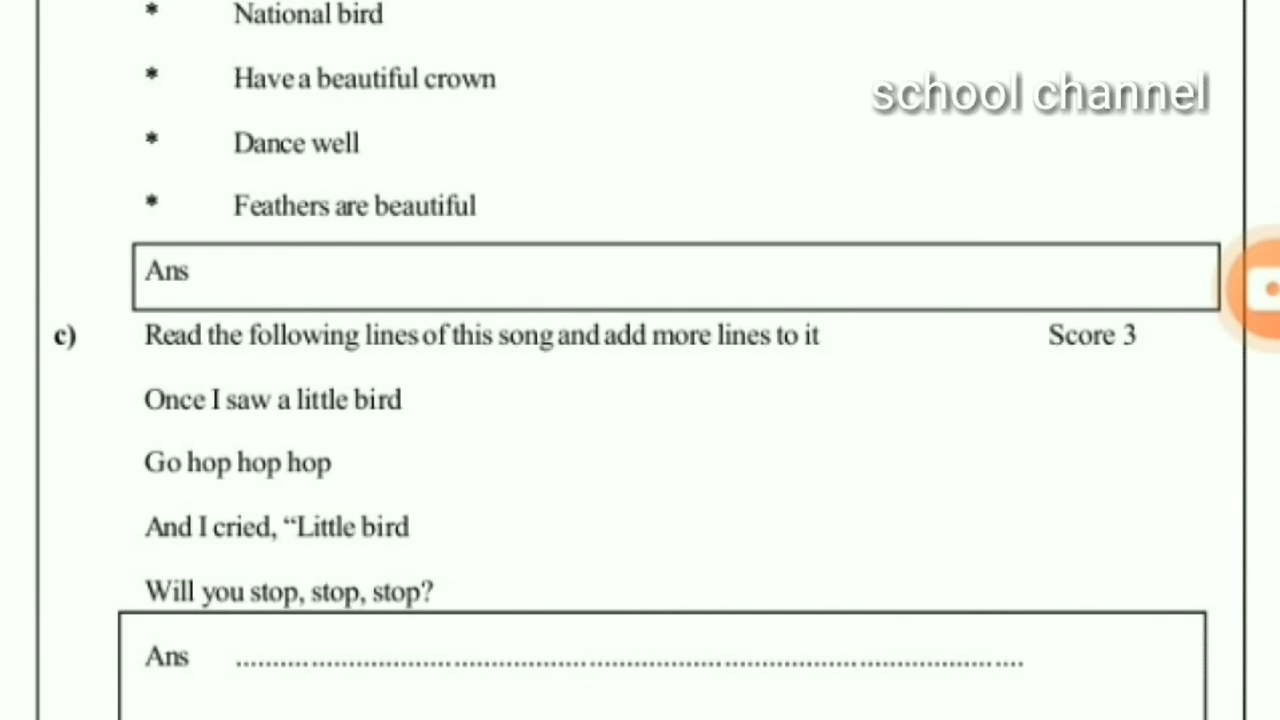 * National bird
* Have a beautiful crown
school channel
* Dance well
* Feathers are beautiful
Ans
c) Read the following lines of this song and add more lines to it Score 3
Once I saw a little bird
Go hop hop hop
And I cried, “Little bird
Will you stop, stop, stop?
Ans ......................................................................................